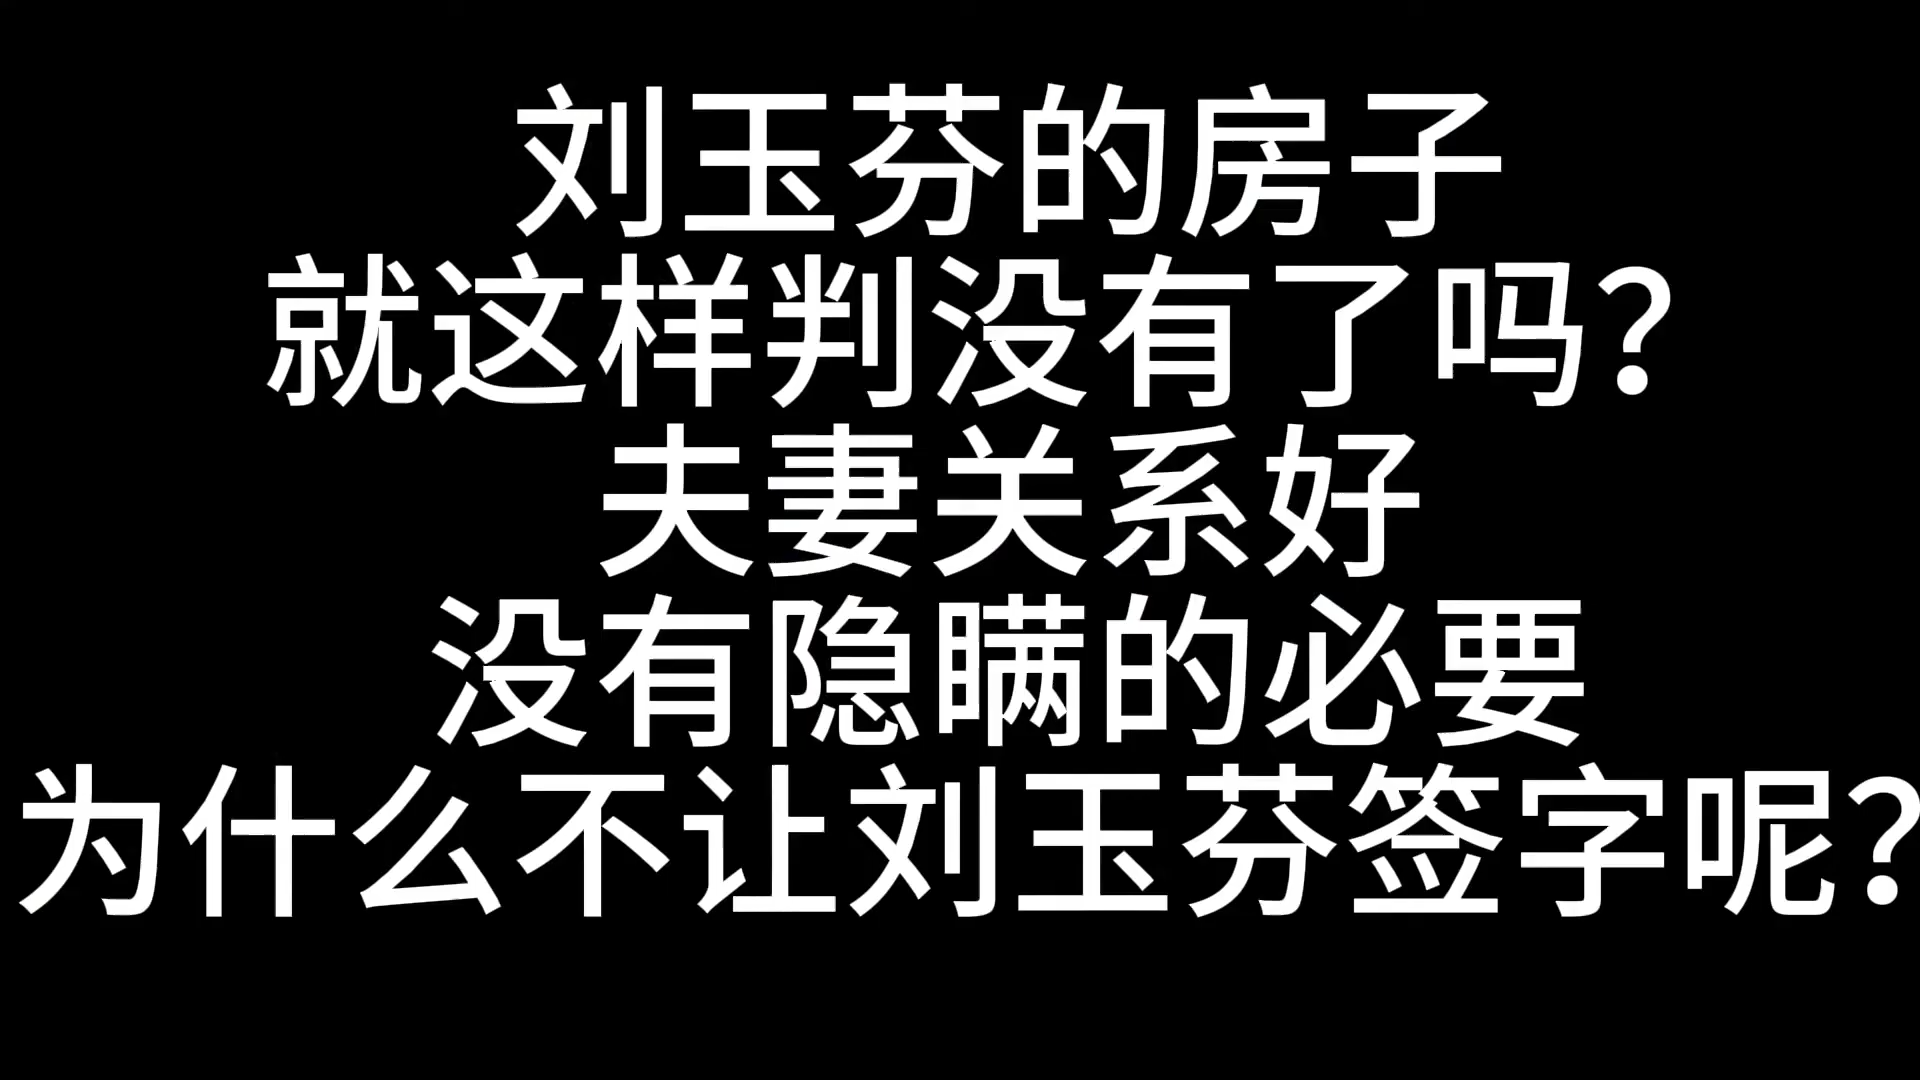 刘玉芬的房子
就这样判没有了吗？
夫妻关系好
没有隐瞒的必要
为什么不让刘玉芬签字呢？